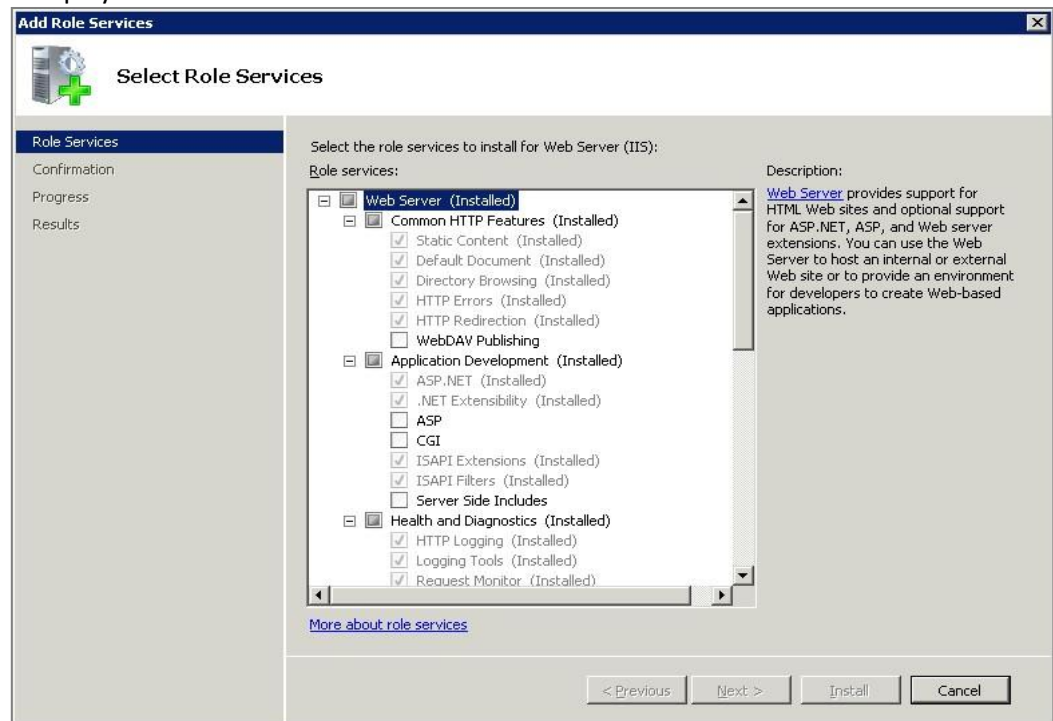 Add Role Services
Select Role Services
Role Services
Confirmation
Progress
Results
Select the role services to install for Web Server (IIS):
Role services:
Web Server (Installed)
Common HTTP Features (Installed)
Static Content (Installed)
Default Document (Installed)
Directory Browsing (Installed)
HTTP Errors (Installed)
HTTP Redirection (Installed)
WebDAV Publishing
Application Development (Installed)
ASP.NET (Installed)
.NET Extensibility (Installed)
ASP
CGI
ISAPI Extensions (Installed)
ISAPI Filters (Installed)
Server Side Includes
Health and Diagnostics (Installed)
HTTP Logging (Installed)
Logging Tools (Installed)
Request Monitor (Installed)
More about role services
Description:
Web Server provides support for
HTML Web sites and optional support
for ASP.NET, ASP, and Web server
extensions. You can use the Web
Server to host an internal or external
Web site or to provide an environment
for developers to create Web-based
applications.
< Previous
Next >
Install
Cancel